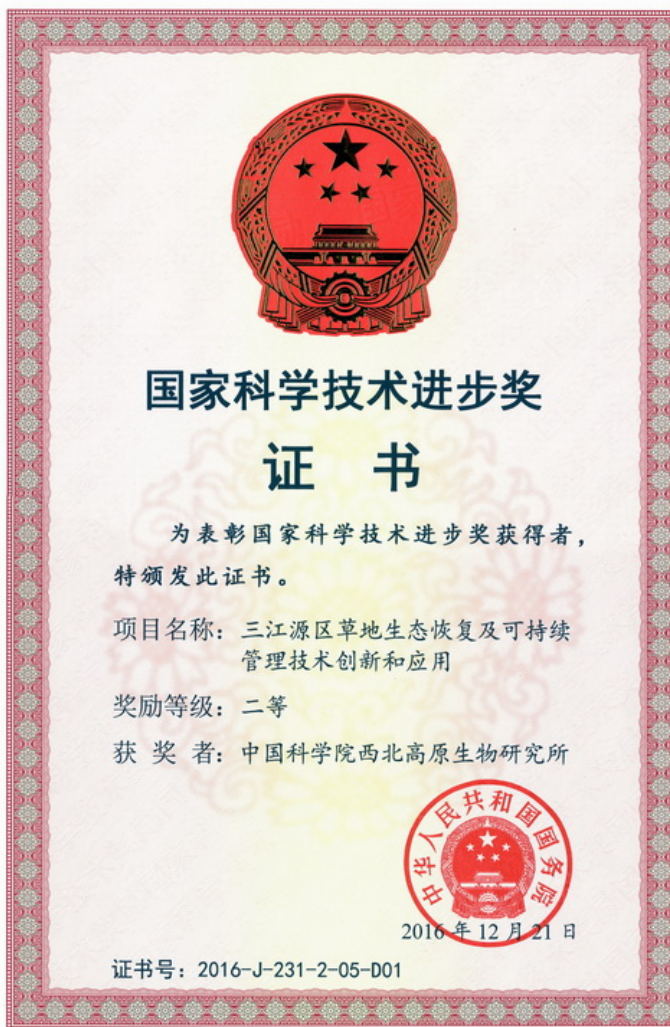 国家科学技术进步奖
证 书
为表彰国家科学技术进步奖获得者，
特颁发此证书。
项目名称：三江源区草地生态恢复及可持续
管理技术创新和应用
奖励等级：二等
获 奖 者：中国科学院西北高原生物研究所
中华人民共和国国务院
2016年12月21日
证书号：2016-J-231-2-05-D01